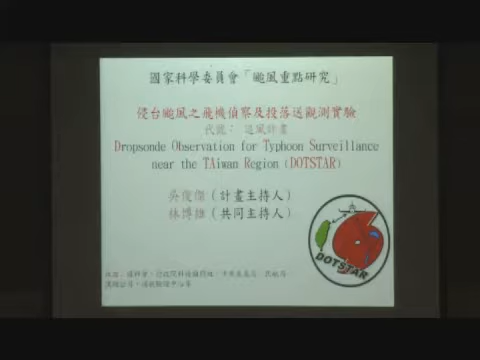 國家科學委員會「颱風重點研究」
侵台颱風之飛機偵察及投落送觀測實驗
代號： 追風計畫
Dropsonde Observation for Typhoon Surveillance
near the TAiwan Region (DOTSTAR)
吳俊傑(計畫主持人)
林博雄(共同主持人)
DOTSTAR